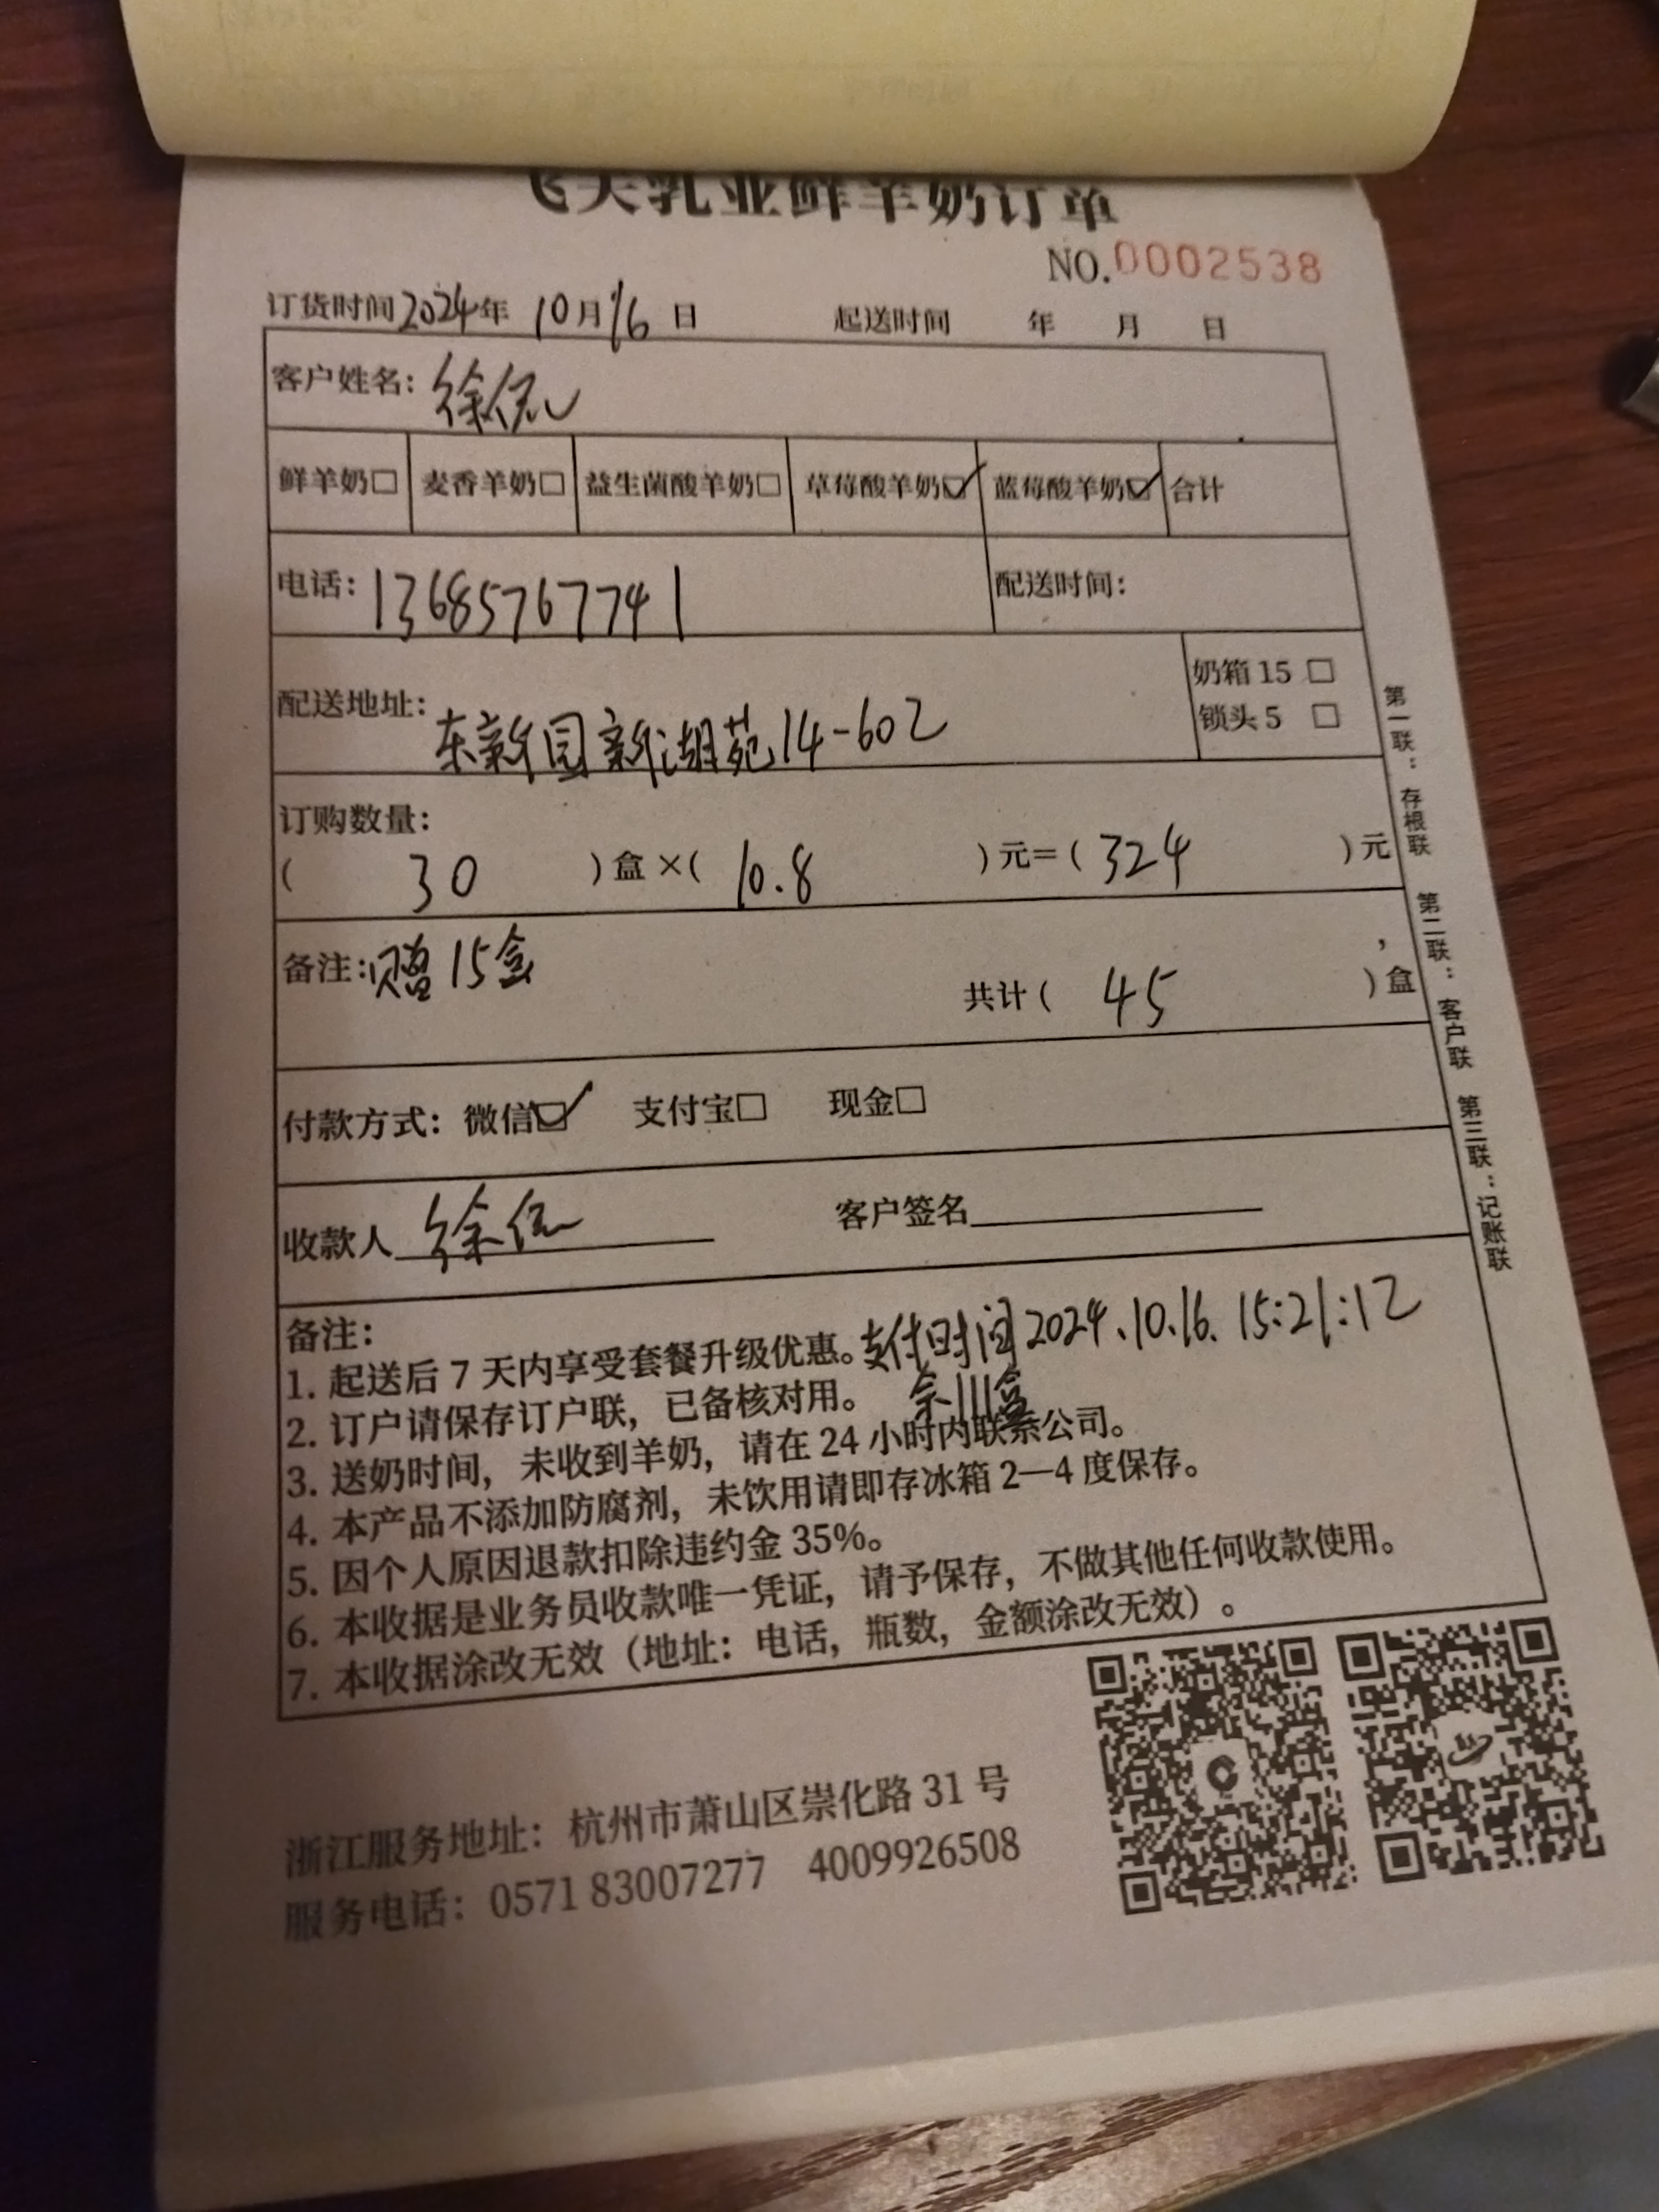 飞天乳业鲜羊奶订单
NO.0002538
订货时间2024年 10月16日 起送时间 年 月 日
客户姓名：徐侃
鲜羊奶□ 麦香羊奶□ 益生菌酸羊奶□ 草莓酸羊奶☑ 蓝莓酸羊奶☑ 合计
电话：13685767741 配送时间：
配送地址：东新园新湖苑14-602
奶箱 15 □
锁头 5 □
订购数量：
（ 30 ）盒 ×（ 10.8 ）元=（ 324 ）元
备注：赠15盒
共计（ 45 ）盒
付款方式：微信☑ 支付宝□ 现金□
收款人 徐侃 客户签名
备注：
1. 起送后 7 天内享受套餐升级优惠。支付时间2024.10.16. 15:21:12
2. 订户请保存订户联，已备核对用。 余111盒
3. 送奶时间，未收到羊奶，请在 24 小时内联系公司。
4. 本产品不添加防腐剂，未饮用请即存冰箱 2—4 度保存。
5. 因个人原因退款扣除违约金 35%。
6. 本收据是业务员收款唯一凭证，请予保存，不做其他任何收款使用。
7. 本收据涂改无效（地址：电话，瓶数，金额涂改无效）。
第一联：存根联 第二联：客户联 第三联：记账联
浙江服务地址：杭州市萧山区崇化路 31 号
服务电话：0571 83007277 4009926508